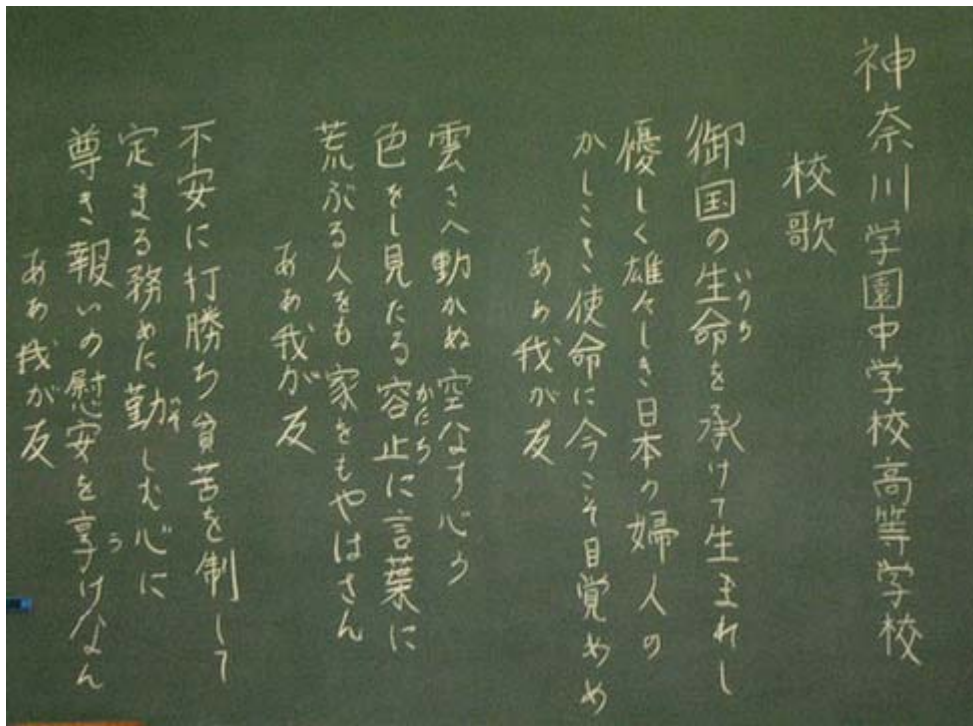 神奈川学園中学校高等学校
校歌
御国の生命を承けて生まれし
いのち
優しく雄々しき日本の婦人の
かしこき使命に今こそ目覚めめ
ああ我が友
雲さへ動かぬ空なす心の
色をし見たる容止に言葉に
かたち
荒ぶる人をも家をもやはさん
ああ我が友
不安に打勝ち貧苦を制して
定まる務めに勤しむ心に
尊き報いの慰安を享けなん
う
ああ我が友